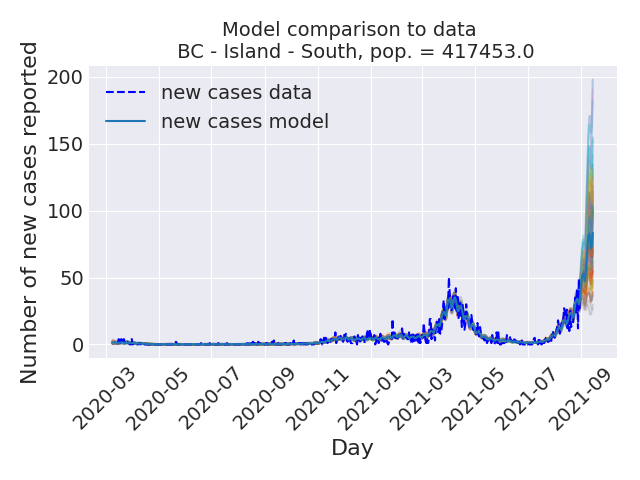 Model comparison to data
BC - Island - South, pop. = 417453.0
Number of new cases reported
200
150
100
50
0
new cases data
new cases model
2020-03
2020-05
2020-07
2020-09
2020-11
2021-01
2021-03
2021-05
2021-07
2021-09
Day